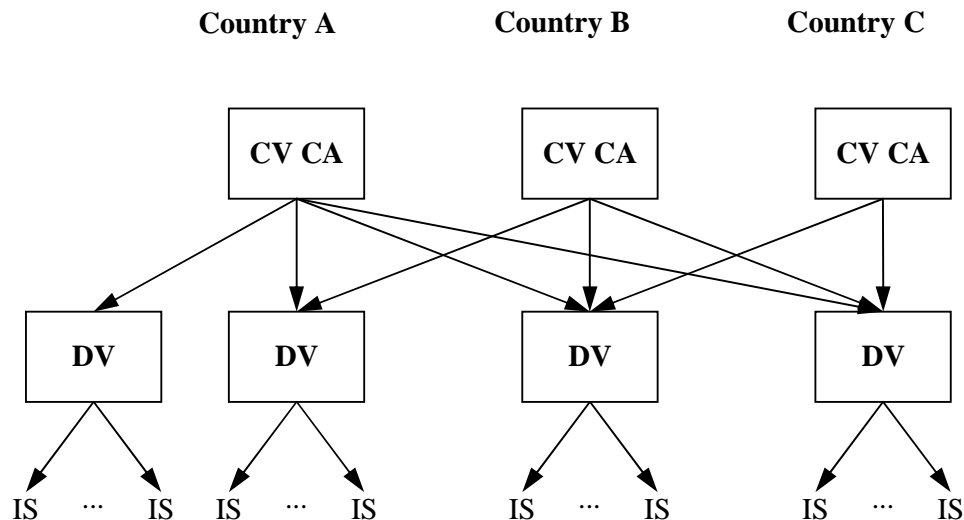 Country A Country B Country C
CV CA CV CA CV CA
DV DV DV DV
IS ... IS IS ... IS IS ... IS IS ... IS